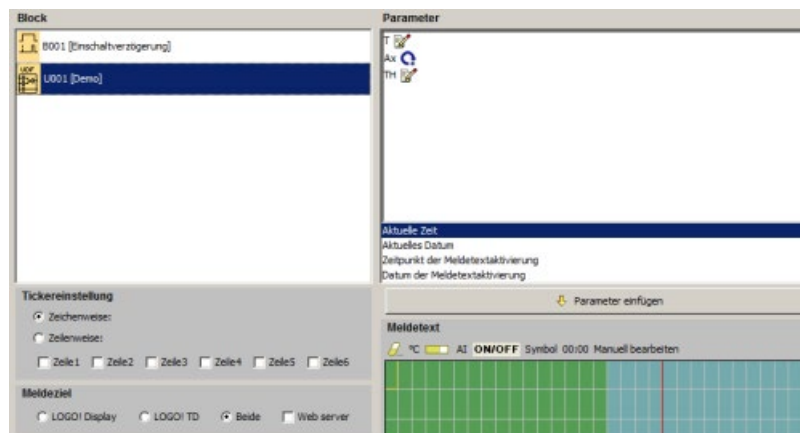 Block
B001 [Einschaltverzögerung]
UDF
U001 [Demo]
Parameter
T
Ax
TH
Aktuelle Zeit
Aktuelles Datum
Zeitpunkt der Meldetextaktivierung
Datum der Meldetextaktivierung
Parameter einfügen
Tickereinstellung
Zeichenweise:
Zeilenweise:
Zeile1 Zeile2 Zeile3 Zeile4 Zeile5 Zeile6
Meldeziel
LOGO! Display LOGO! TD Beide Web server
Meldetext
°C AI ON/OFF Symbol 00:00 Manuell bearbeiten